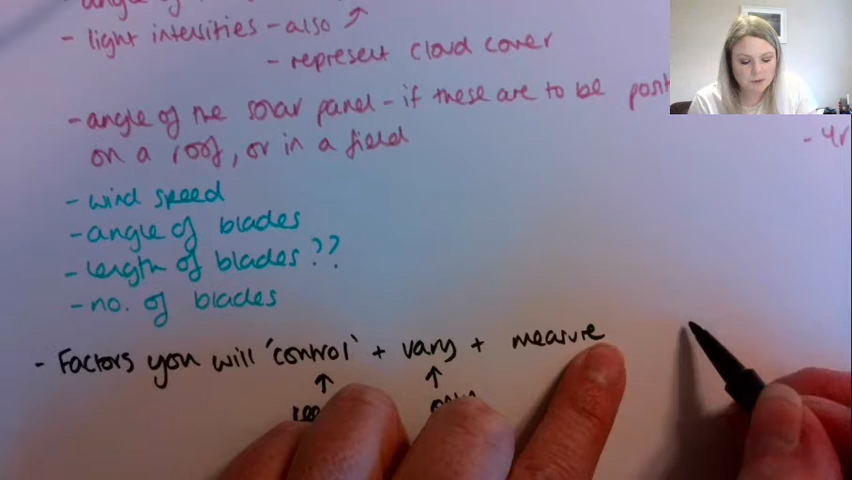 angle of
- light intensities - also ↗
- represent cloud cover
- angle of the solar panel - if these are to be
on a roof, or in a field
- wind speed
- angle of blades
- length of blades??
- no. of blades
- Factors you will 'control' + vary + measure
↑ ↑